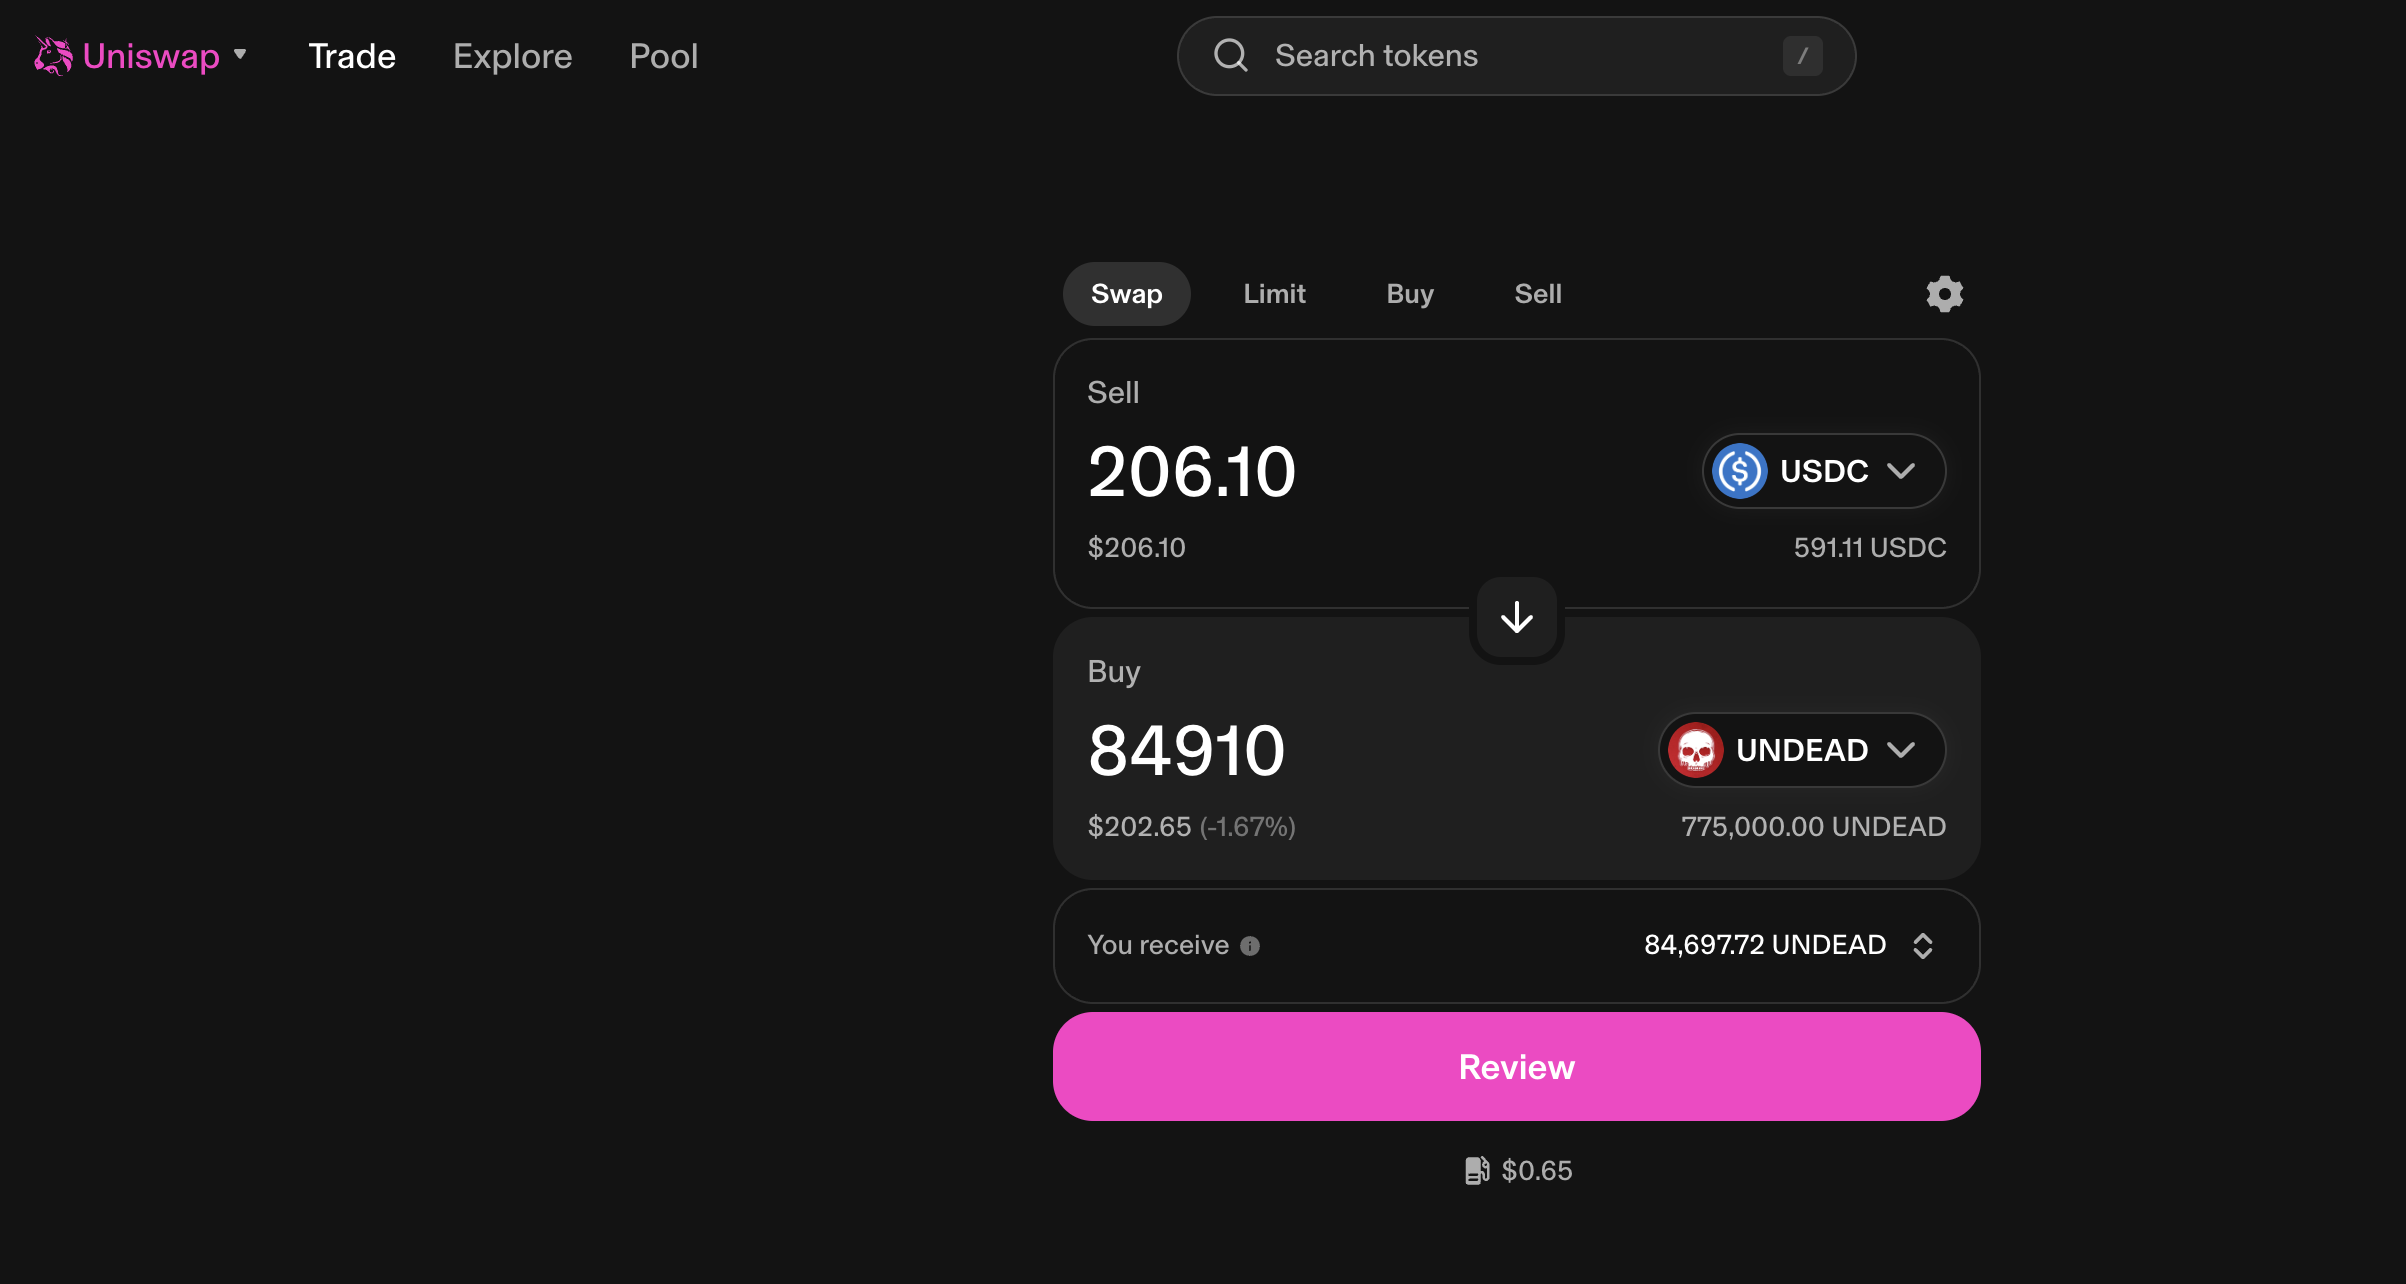 Uniswap Trade Explore Pool Search tokens /
Swap Limit Buy Sell
Sell
206.10 USDC
$206.10 591.11 USDC
Buy
84910 UNDEAD
$202.65 (-1.67%) 775,000.00 UNDEAD
You receive 84,697.72 UNDEAD
Review
$0.65